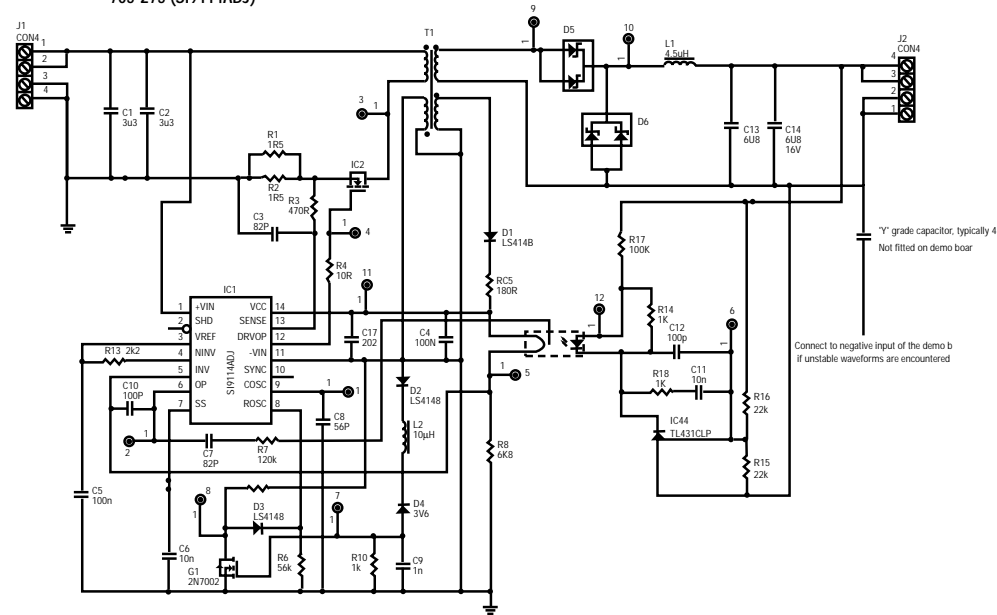 J1
CON4
1
2
3
4
C1
3u3
C2
3u3
R1
1R5
R2
1R5
R3
470R
C3
82P
IC2
3
1
T1
1
4
R4
10R
11
1
9
1
D5
10
1
L1
4.5uH
D6
C13
6U8
C14
6U8
16V
J2
CON4
4
3
2
1
"Y" grade capacitor, typically 4
Not fitted on demo boar
Connect to negative input of the demo b
if unstable waveforms are encountered
IC1
1
2
3
4
5
6
7
+VIN
SHD
VREF
NINV
INV
OP
SS
SI9114ADJ
VCC
SENSE
DRVOP
-VIN
SYNC
COSC
ROSC
14
13
12
11
10
9
8
R13 2k2
C10
100P
1
2
C7
82P
R7
120k
C8
56P
1
1
C17
202
C4
100N
D1
LS414B
RC5
180R
D2
LS4148
L2
10µH
D4
3V6
C9
1n
1
5
R8
6K8
R17
100K
12
1
R14
1K
C12
100p
6
1
R18
1K
C11
10n
IC44
TL431CLP
R16
22k
R15
22k
C5
100n
C6
10n
8
1
D3
LS4148
G1
2N7002
R6
56k
7
1
R10
1k